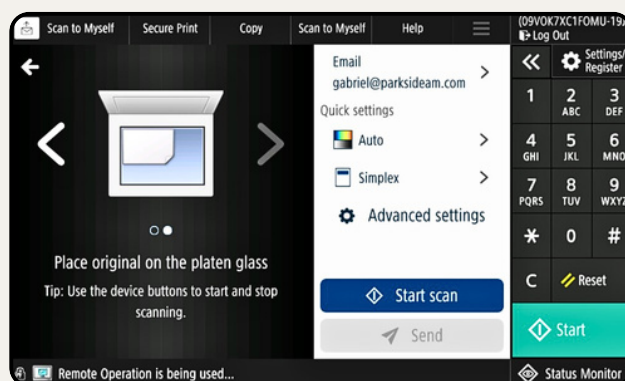 Scan to Myself Secure Print Copy Scan to Myself Help
Log Out
Settings/
Register
Email
gabriel@parksideam.com
Quick settings
Auto
Simplex
Advanced settings
Place original on the platen glass
Tip: Use the device buttons to start and stop
scanning.
Start scan
Send
1 2 3
ABC DEF
4 5 6
GHI JKL MNO
7 8 9
PQRS TUV WXYZ
* 0 #
C Reset
Start
Remote Operation is being used...
Status Monitor